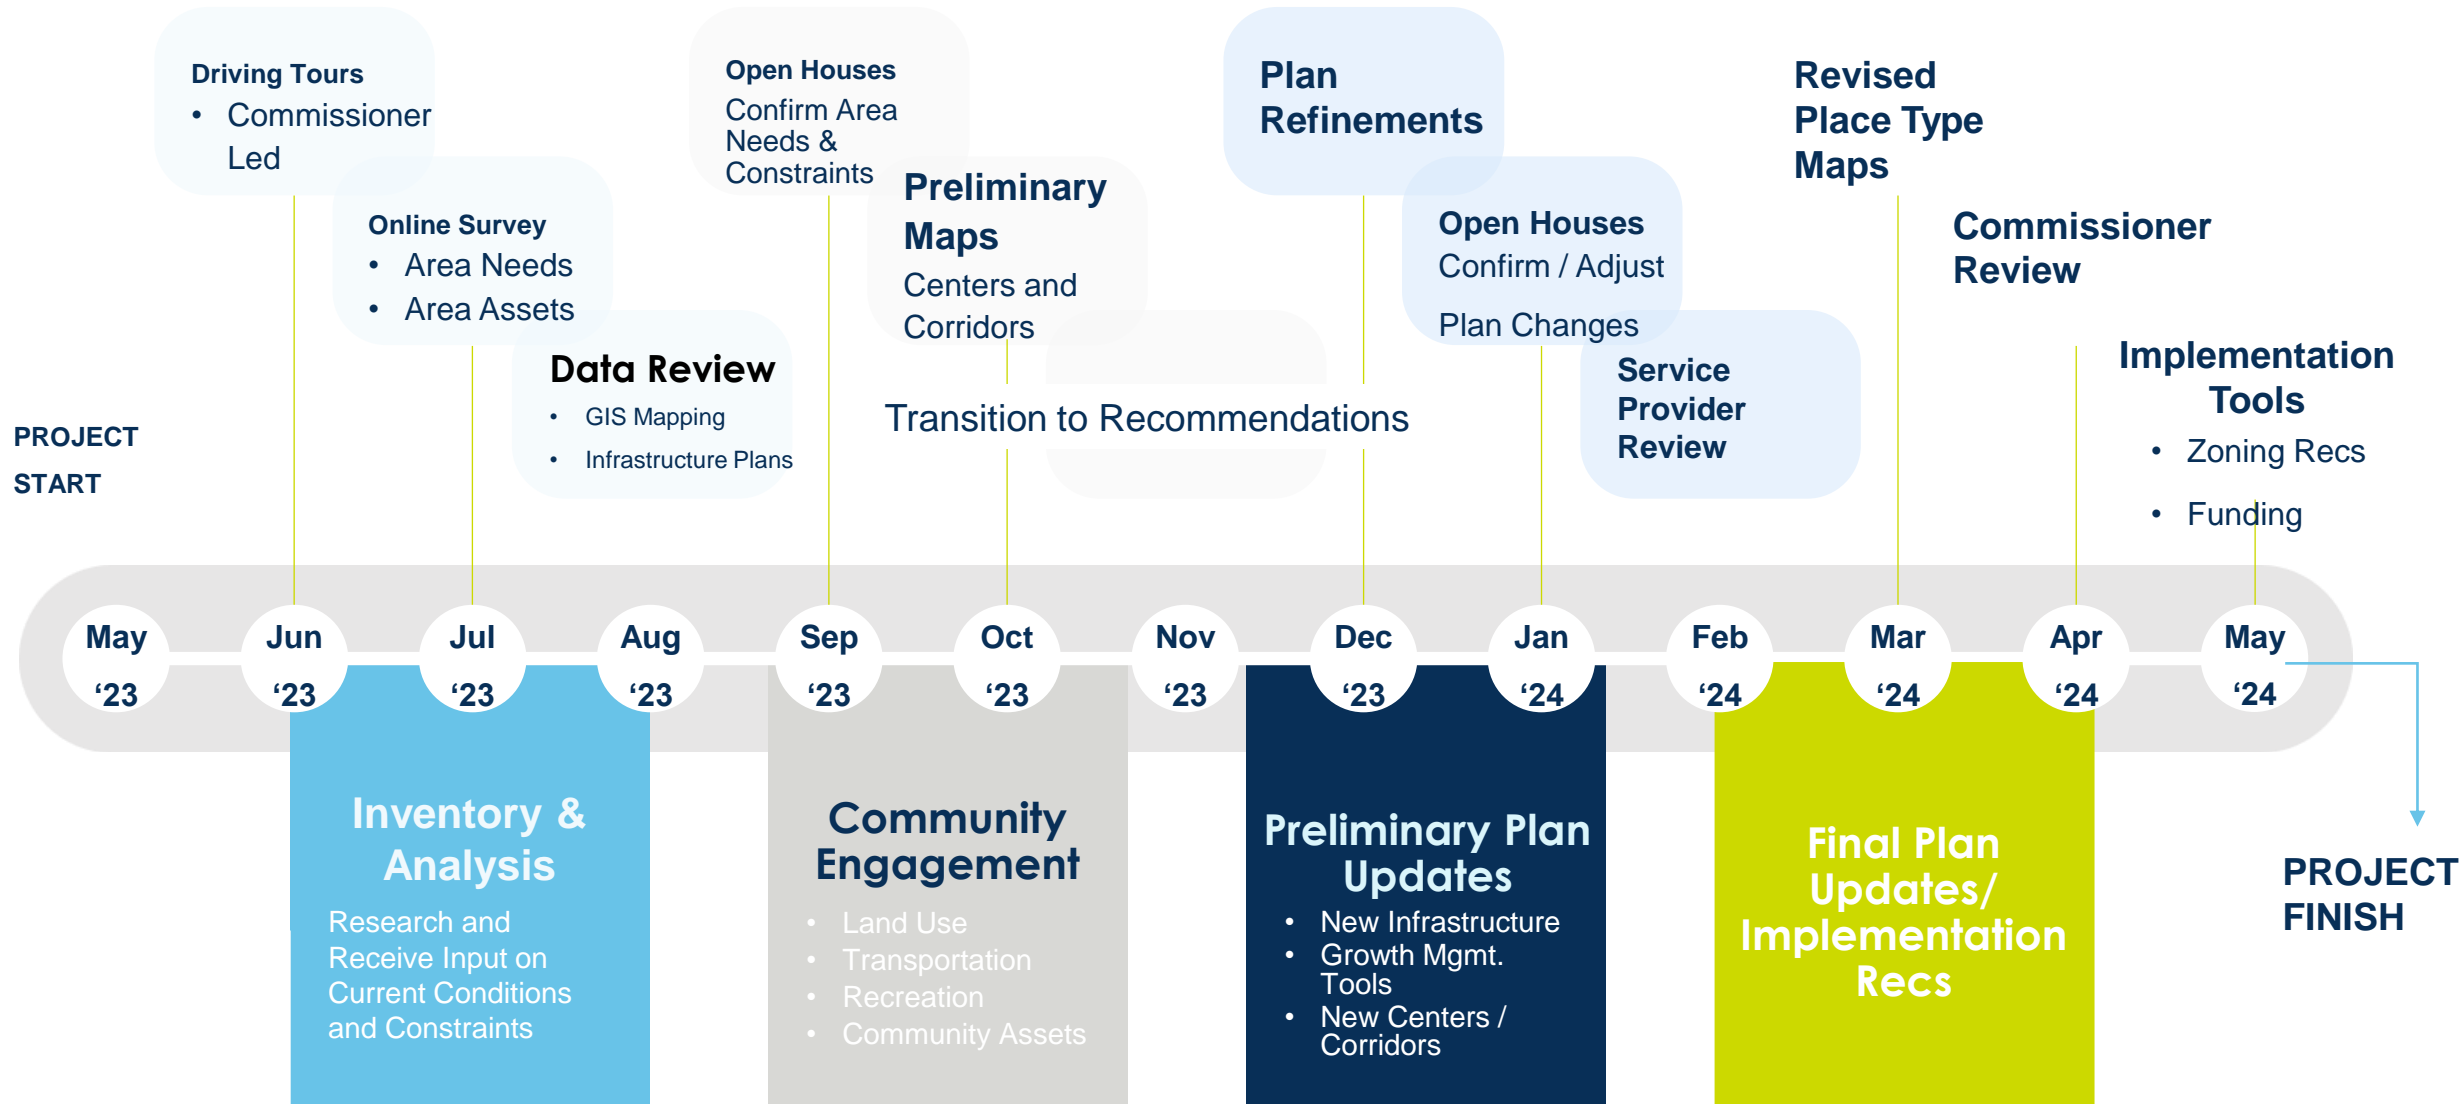 Driving Tours
• Commissioner
Led
Online Survey
• Area Needs
• Area Assets
Data Review
• GIS Mapping
• Infrastructure Plans
Open Houses
Confirm Area
Needs &
Constraints
Preliminary
Maps
Centers and
Corridors
Transition to Recommendations
Plan
Refinements
Open Houses
Confirm / Adjust
Plan Changes
Service
Provider
Review
Revised
Place Type
Maps
Commissioner
Review
Implementation
Tools
• Zoning Recs
• Funding
PROJECT
START
May
‘23
Jun
‘23
Jul
‘23
Aug
‘23
Sep
‘23
Oct
‘23
Nov
‘23
Dec
‘23
Jan
‘24
Feb
‘24
Mar
‘24
Apr
‘24
May
‘24
Inventory &
Analysis
Research and
Receive Input on
Current Conditions
and Constraints
Community
Engagement
• Land Use
• Transportation
• Recreation
• Community Assets
Preliminary Plan
Updates
• New Infrastructure
• Growth Mgmt.
Tools
• New Centers /
Corridors
Final Plan
Updates/
Implementation
Recs
PROJECT
FINISH